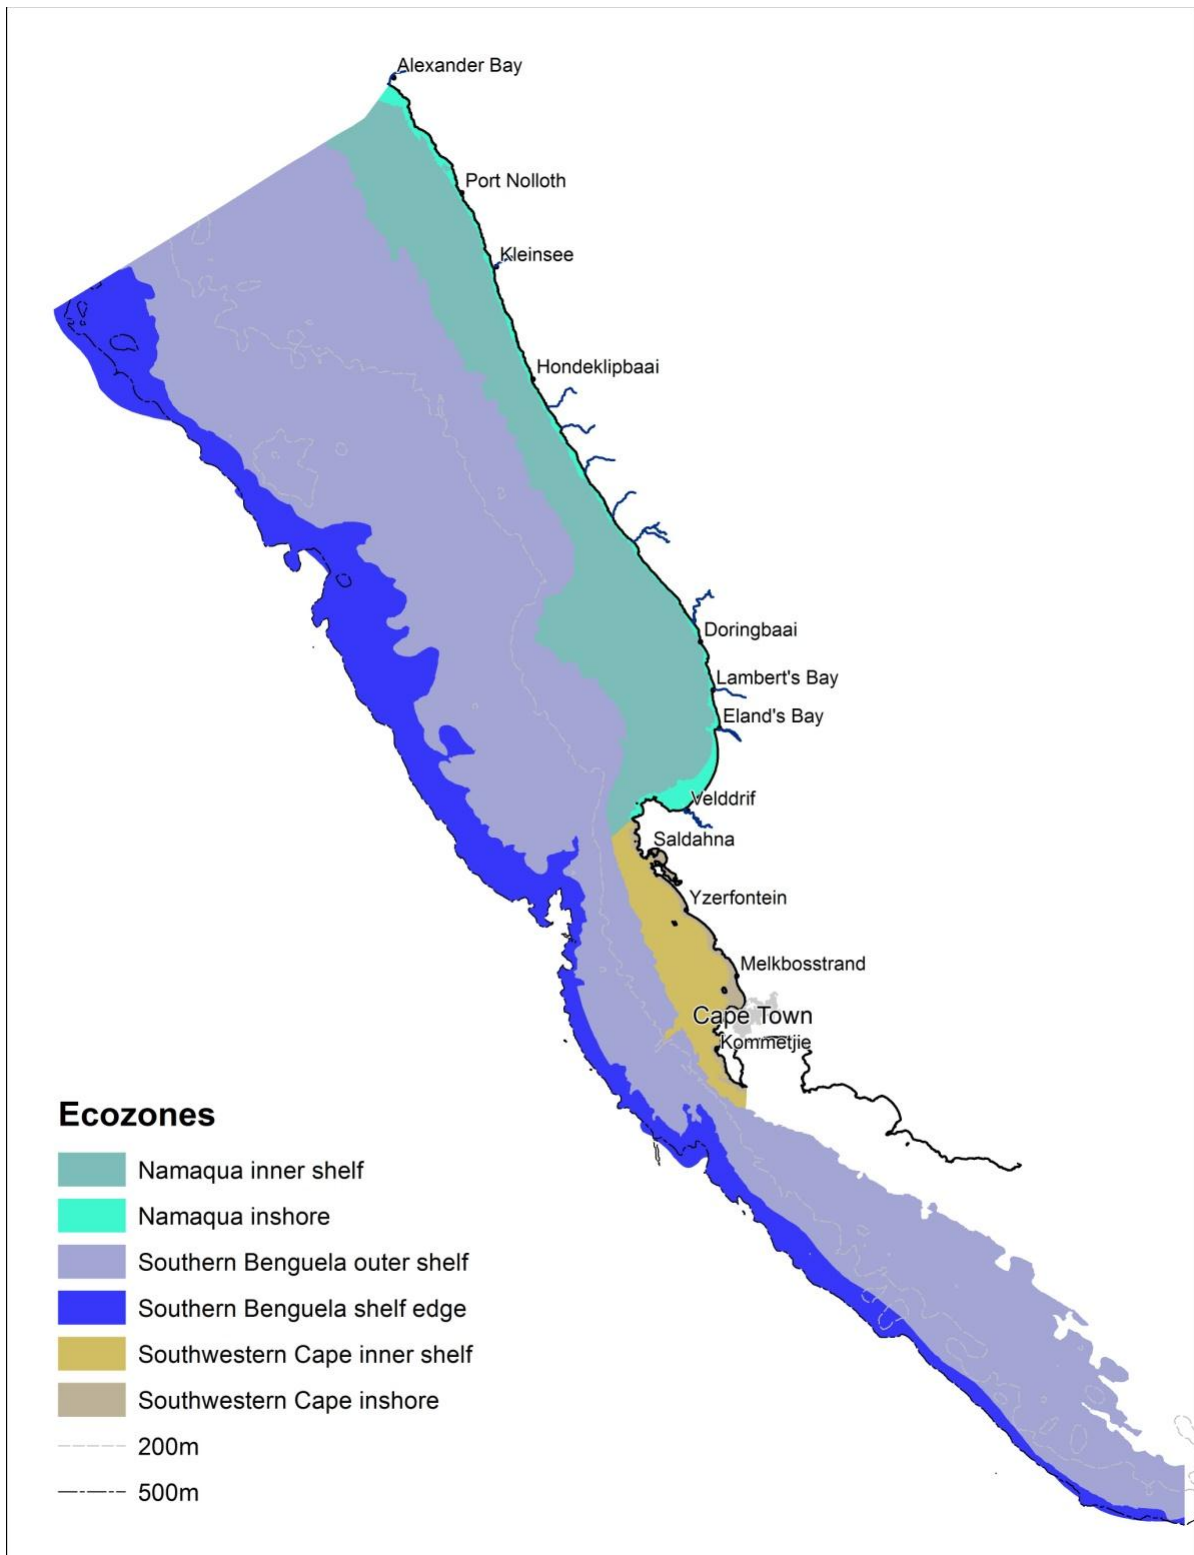 Alexander Bay
Port Nolloth
Kleinsee
Hondeklipbaai
Doringbaai
Lambert's Bay
Eland's Bay
Velddrif
Saldahna
Yzerfontein
Melkbosstrand
Cape Town
Kommetjie
Ecozones
Namaqua inner shelf
Namaqua inshore
Southern Benguela outer shelf
Southern Benguela shelf edge
Southwestern Cape inner shelf
Southwestern Cape inshore
200m
500m